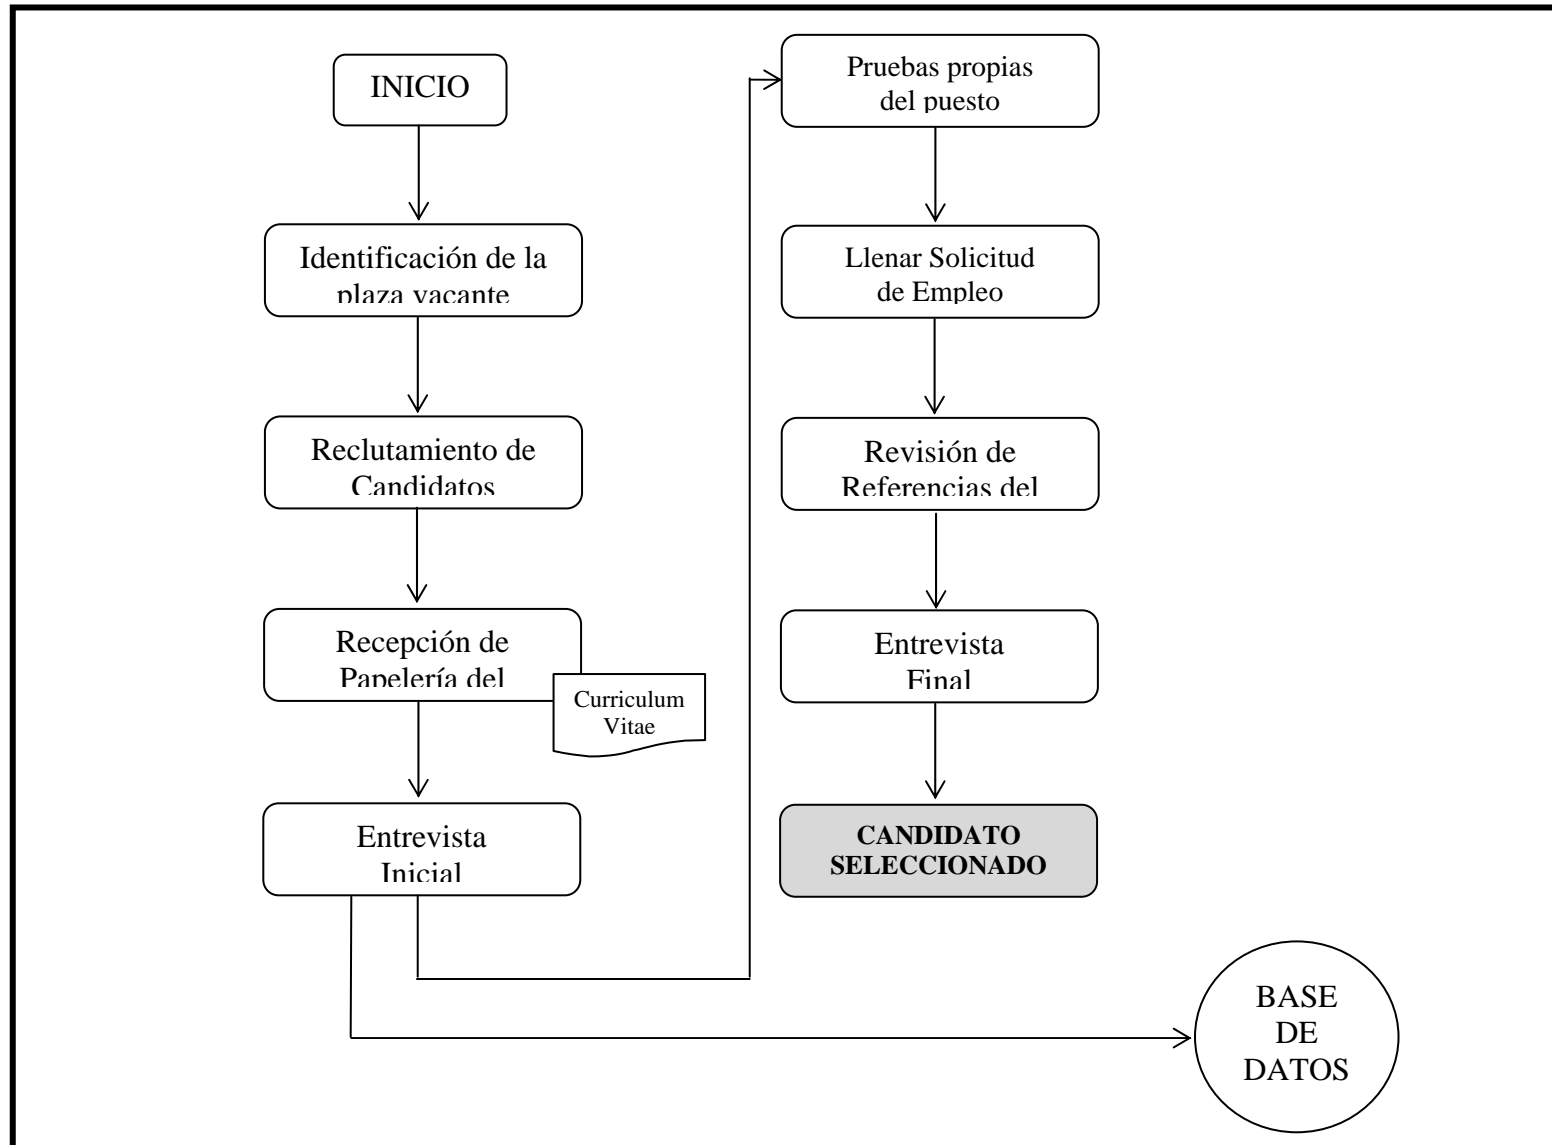 INICIO
Identificación de la
plaza vacante
Reclutamiento de
Candidatos
Recepción de
Papelería del
Curriculum
Vitae
Entrevista
Inicial
Pruebas propias
del puesto
Llenar Solicitud
de Empleo
Revisión de
Referencias del
Entrevista
Final
CANDIDATO
SELECCIONADO
BASE
DE
DATOS